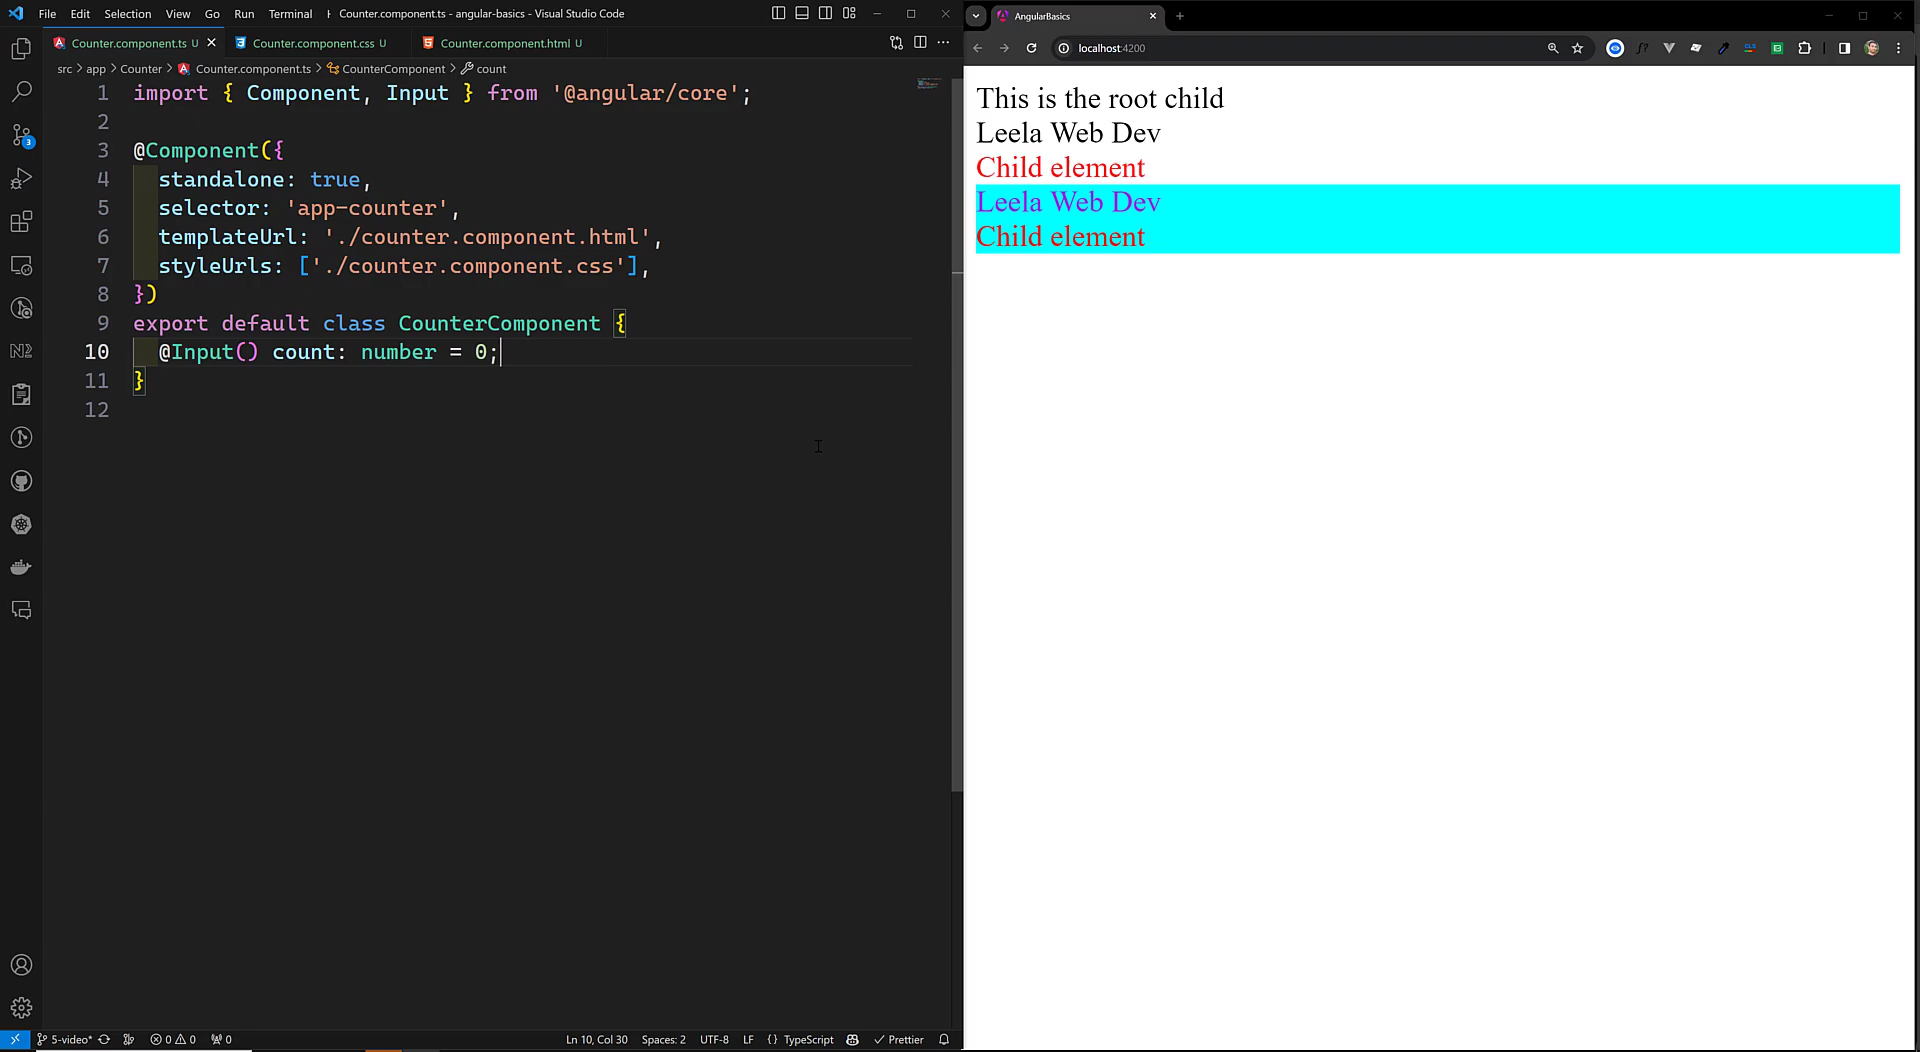 File Edit Selection View Go Run Terminal Counter.component.ts - angular-basics - Visual Studio Code
Counter.component.ts U Counter.component.css U Counter.component.html U
src > app > Counter > Counter.component.ts > CounterComponent > count
1 import { Component, Input } from '@angular/core';
2
3 @Component({
4 standalone: true,
5 selector: 'app-counter',
6 templateUrl: './counter.component.html',
7 styleUrls: ['./counter.component.css'],
8 })
9 export default class CounterComponent {
10 @Input() count: number = 0;
11 }
12
3
N2
5-video* 0 0 0 Ln 10, Col 30 Spaces: 2 UTF-8 LF {} TypeScript Prettier
AngularBasics
localhost:4200
This is the root child
Leela Web Dev
Child element
Leela Web Dev
Child element